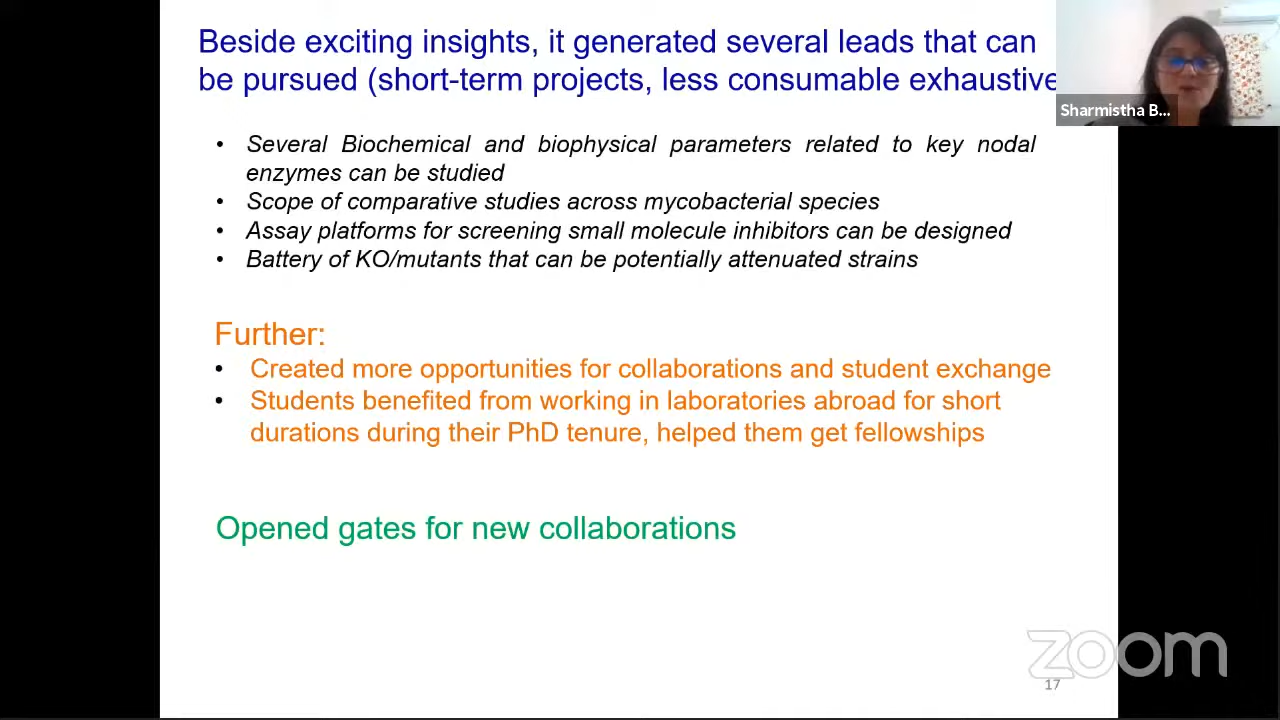 Beside exciting insights, it generated several leads that can
be pursued (short-term projects, less consumable exhaustive
Sharmistha B...
• Several Biochemical and biophysical parameters related to key nodal
enzymes can be studied
• Scope of comparative studies across mycobacterial species
• Assay platforms for screening small molecule inhibitors can be designed
• Battery of KO/mutants that can be potentially attenuated strains
Further:
• Created more opportunities for collaborations and student exchange
• Students benefited from working in laboratories abroad for short
durations during their PhD tenure, helped them get fellowships
Opened gates for new collaborations
zoom
17